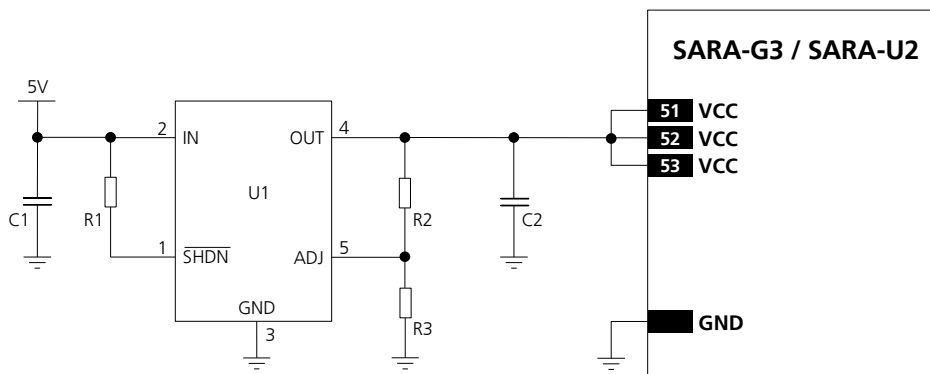 SARA-G3 / SARA-U2
5V
51 VCC
2 IN OUT 4
52 VCC
53 VCC
U1
C1 R1 R2 C2
1 SHDN ADJ 5
GND R3
GND
3